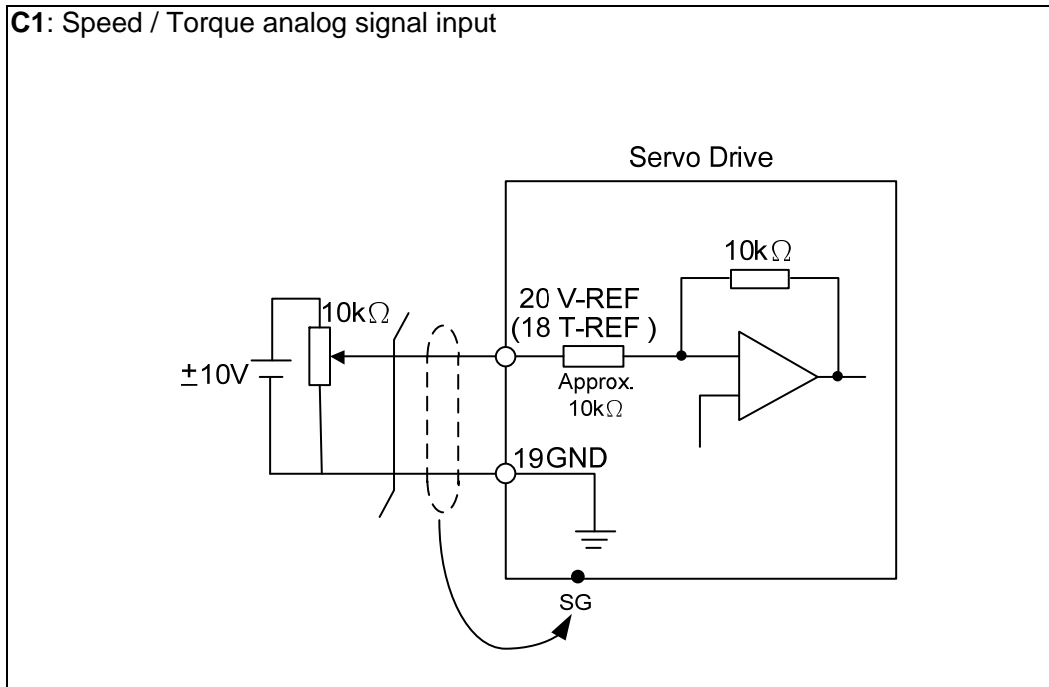 C1: Speed / Torque analog signal input
Servo Drive
10kΩ
20 V-REF
(18 T-REF )
10kΩ
±10V
Approx.
10kΩ
19GND
SG